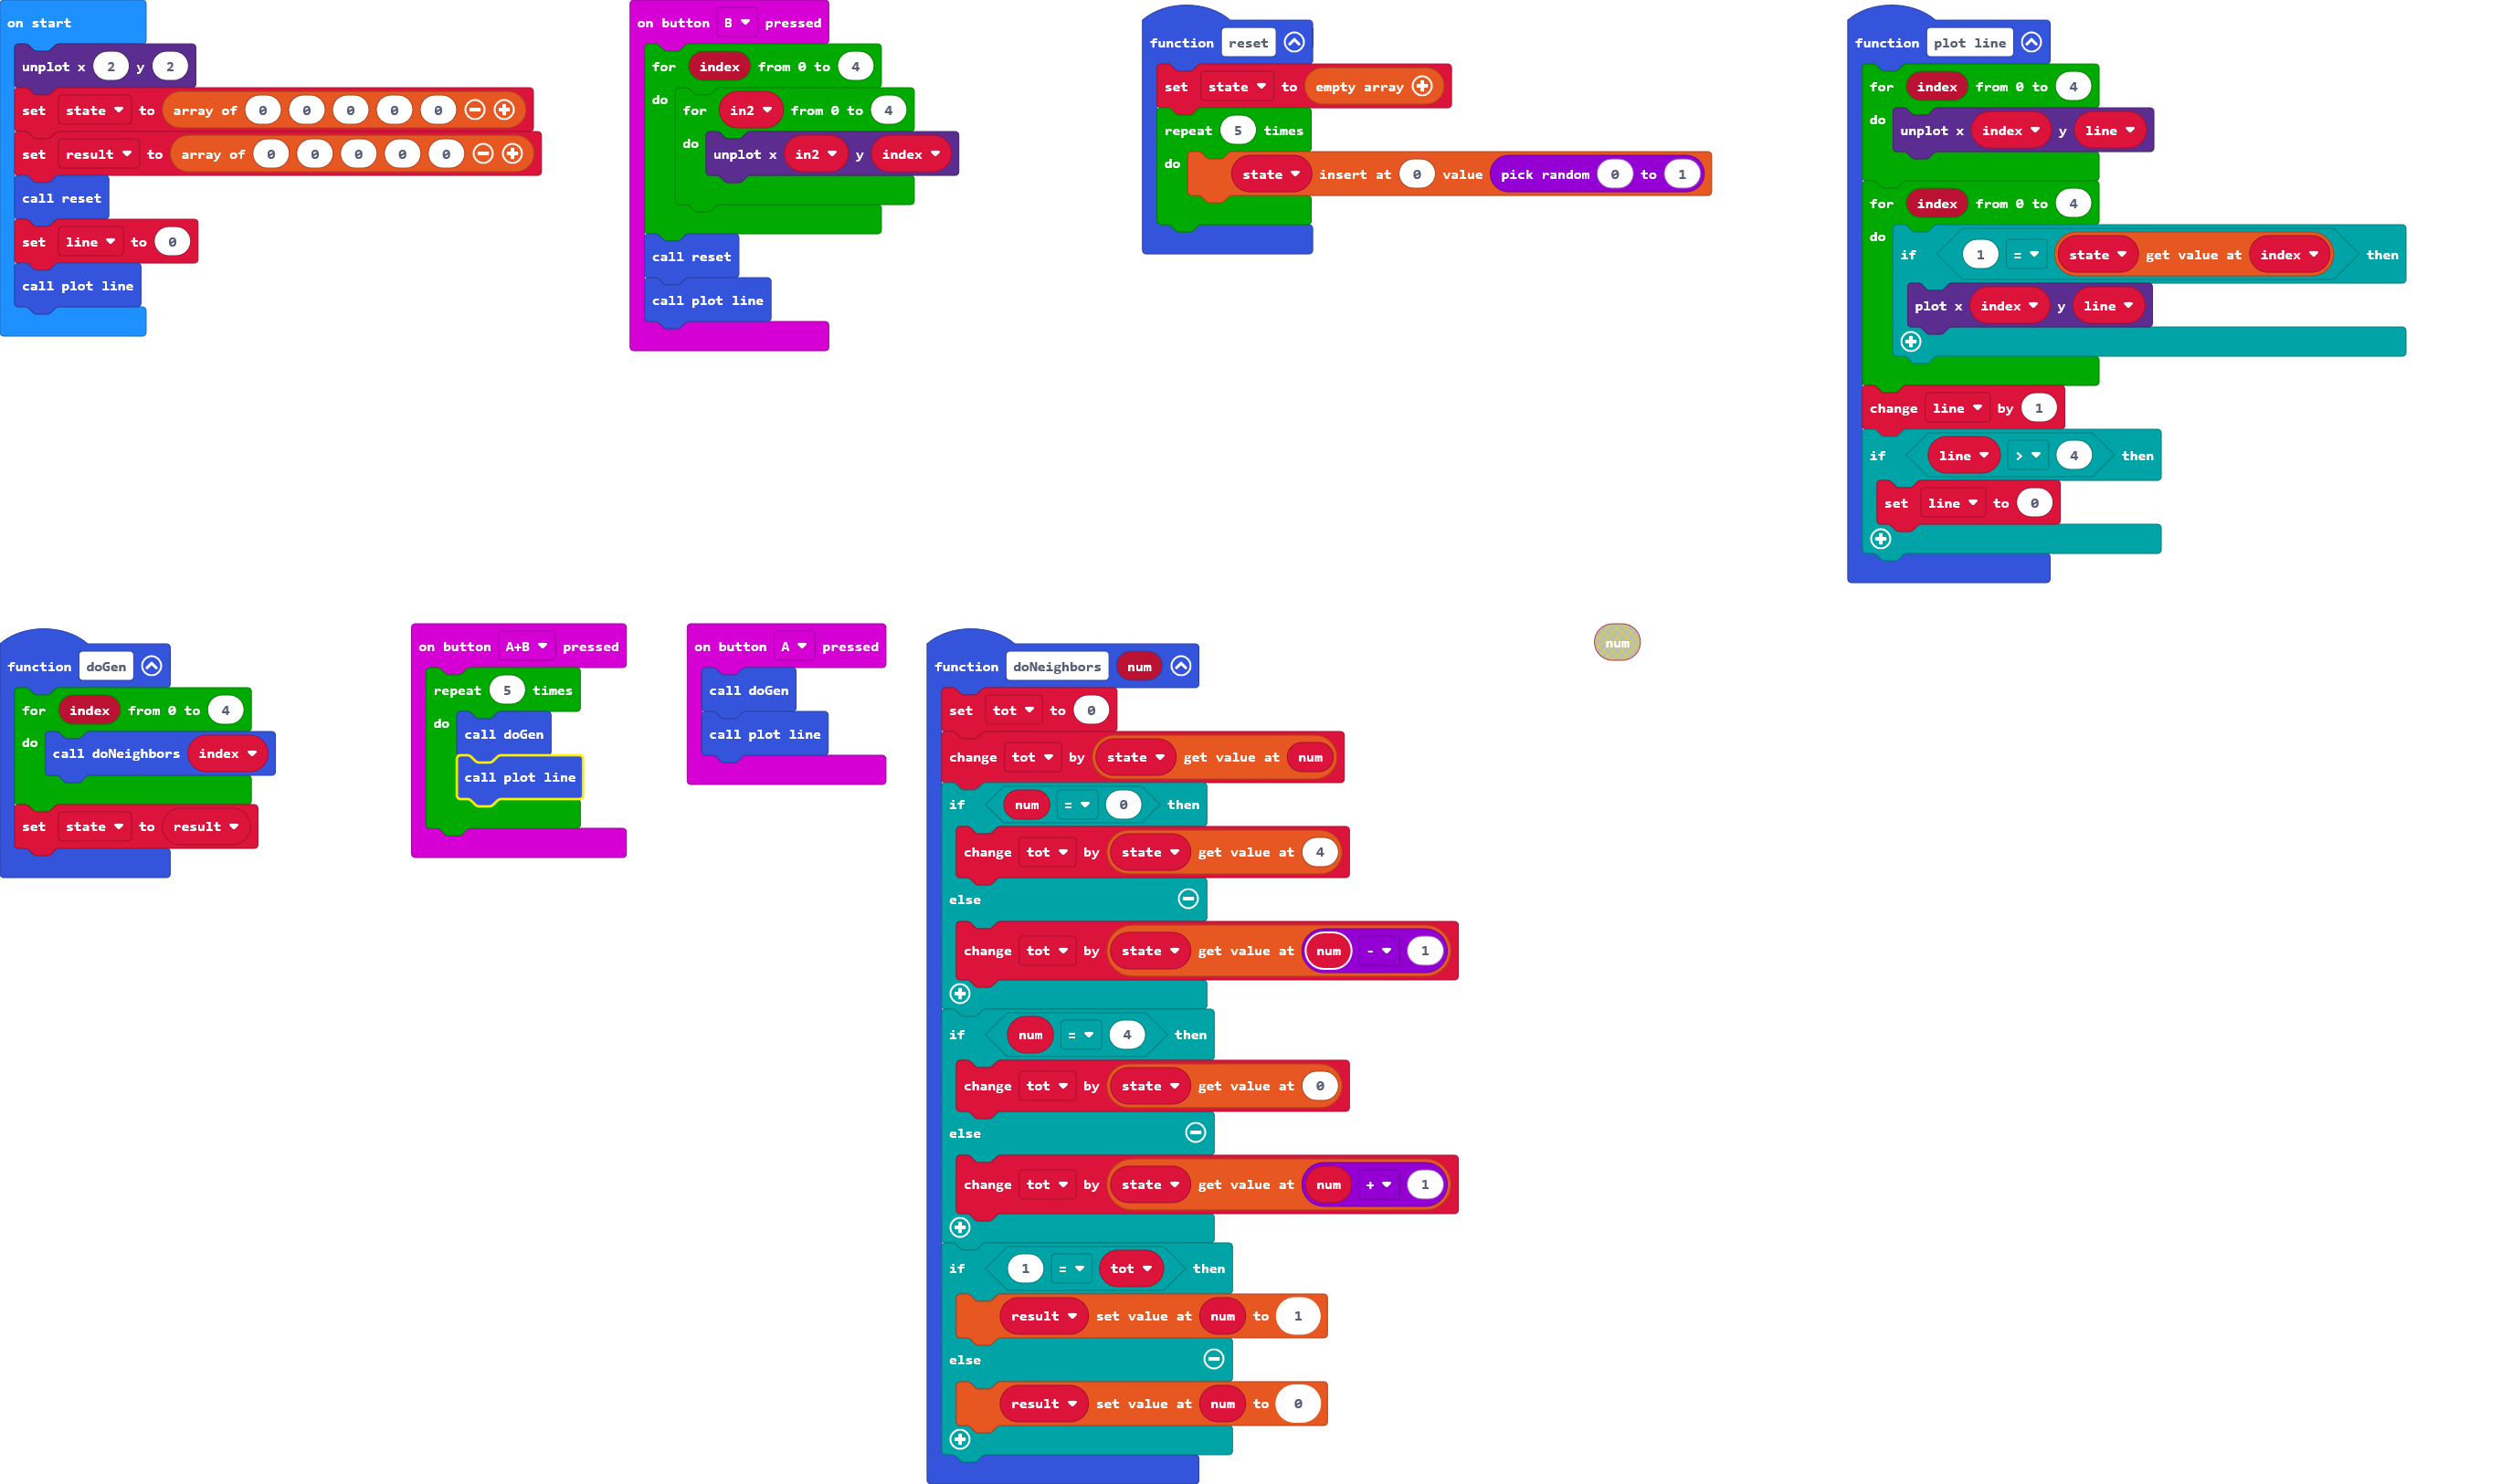 on start
unplot x 2 y 2
set state to array of 0 0 0 0 0
set result to array of 0 0 0 0 0
call reset
set line to 0
call plot line
on button B pressed
for index from 0 to 4
do for in2 from 0 to 4
do unplot x in2 y index
call reset
call plot line
function reset
set state to empty array
repeat 5 times
do state insert at 0 value pick random 0 to 1
function plot line
for index from 0 to 4
do unplot x index y line
for index from 0 to 4
do if 1 = state get value at index then
plot x index y line
change line by 1
if line > 4 then
set line to 0
function doGen
for index from 0 to 4
do call doNeighbors index
set state to result
on button A+B pressed
repeat 5 times
do call doGen
call plot line
on button A pressed
call doGen
call plot line
function doNeighbors num
set tot to 0
change tot by state get value at num
if num = 0 then
change tot by state get value at 4
else
change tot by state get value at num - 1
if num = 4 then
change tot by state get value at 0
else
change tot by state get value at num + 1
if 1 = tot then
result set value at num to 1
else
result set value at num to 0
num